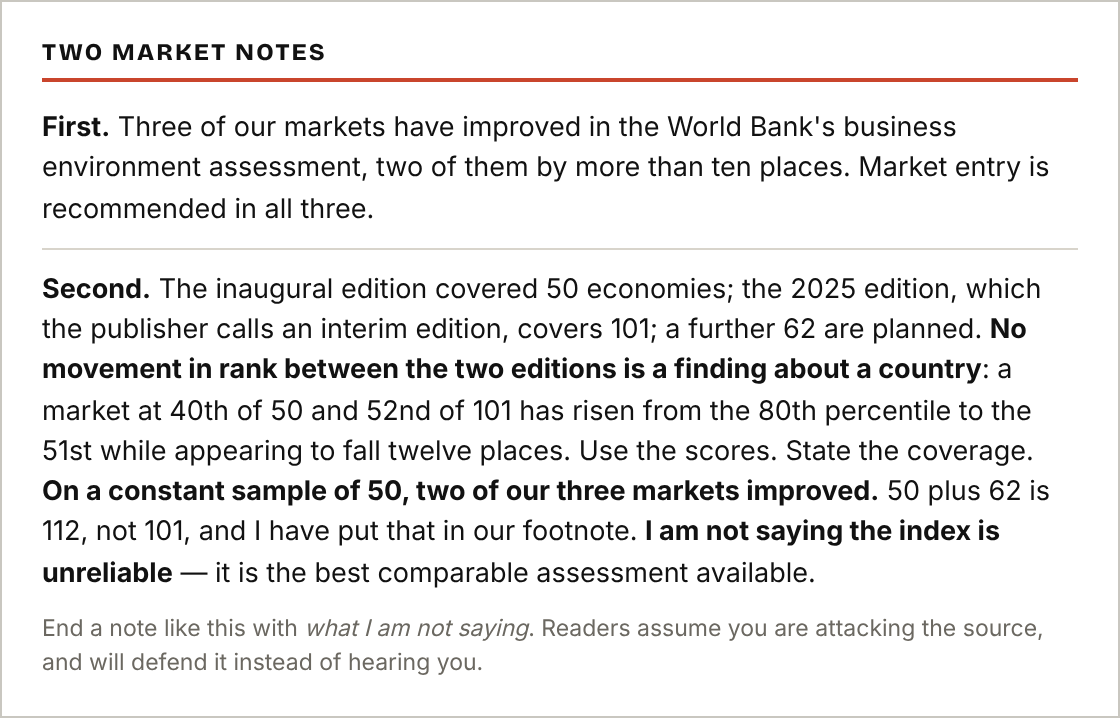 TWO MARKET NOTES
First. Three of our markets have improved in the World Bank's business
environment assessment, two of them by more than ten places. Market entry is
recommended in all three.
Second. The inaugural edition covered 50 economies; the 2025 edition, which
the publisher calls an interim edition, covers 101; a further 62 are planned. No
movement in rank between the two editions is a finding about a country: a
market at 40th of 50 and 52nd of 101 has risen from the 80th percentile to the
51st while appearing to fall twelve places. Use the scores. State the coverage.
On a constant sample of 50, two of our three markets improved. 50 plus 62 is
112, not 101, and I have put that in our footnote. I am not saying the index is
unreliable — it is the best comparable assessment available.
End a note like this with what I am not saying. Readers assume you are attacking the source,
and will defend it instead of hearing you.